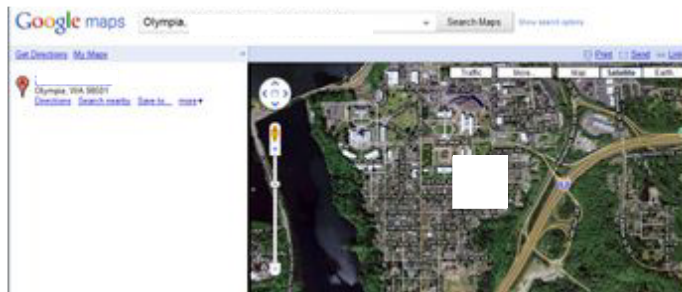 Google maps Olympia, Search Maps Show search options
Get Directions My Maps Print Send Link
Traffic More... Map Satellite Earth
Olympia, WA 98501
Directions Search nearby Save to... more▼